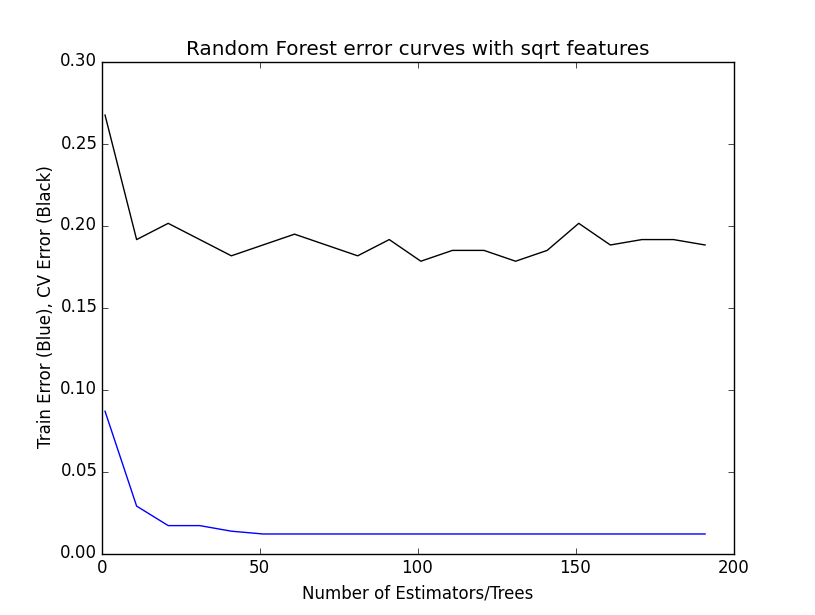 Random Forest error curves with sqrt features
0.30
0.25
0.20
0.15
0.10
0.05
0.00
Train Error (Blue), CV Error (Black)
0 50 100 150 200
Number of Estimators/Trees